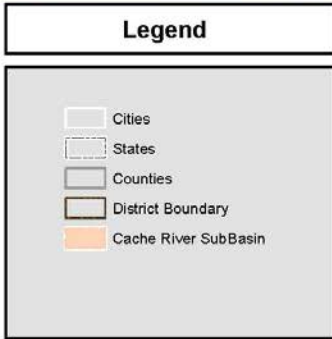 Legend
Cities
States
Counties
District Boundary
Cache River SubBasin